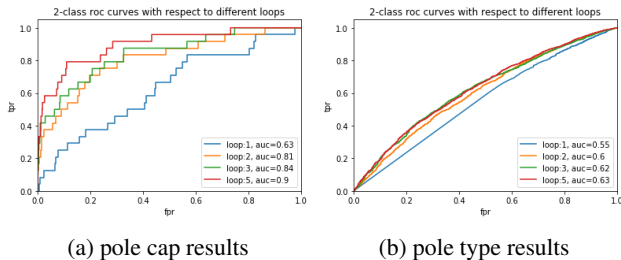 2-class roc curves with respect to different loops
1.0
0.8
0.6
0.4
0.2
0.0
tpr
0.0 0.2 0.4 0.6 0.8 1.0
fpr
loop:1, auc=0.63
loop:2, auc=0.81
loop:3, auc=0.84
loop:5, auc=0.9
(a) pole cap results
2-class roc curves with respect to different loops
1.0
0.8
0.6
0.4
0.2
0.0
tpr
0.0 0.2 0.4 0.6 0.8 1.0
fpr
loop:1, auc=0.55
loop:2, auc=0.6
loop:3, auc=0.62
loop:5, auc=0.63
(b) pole type results